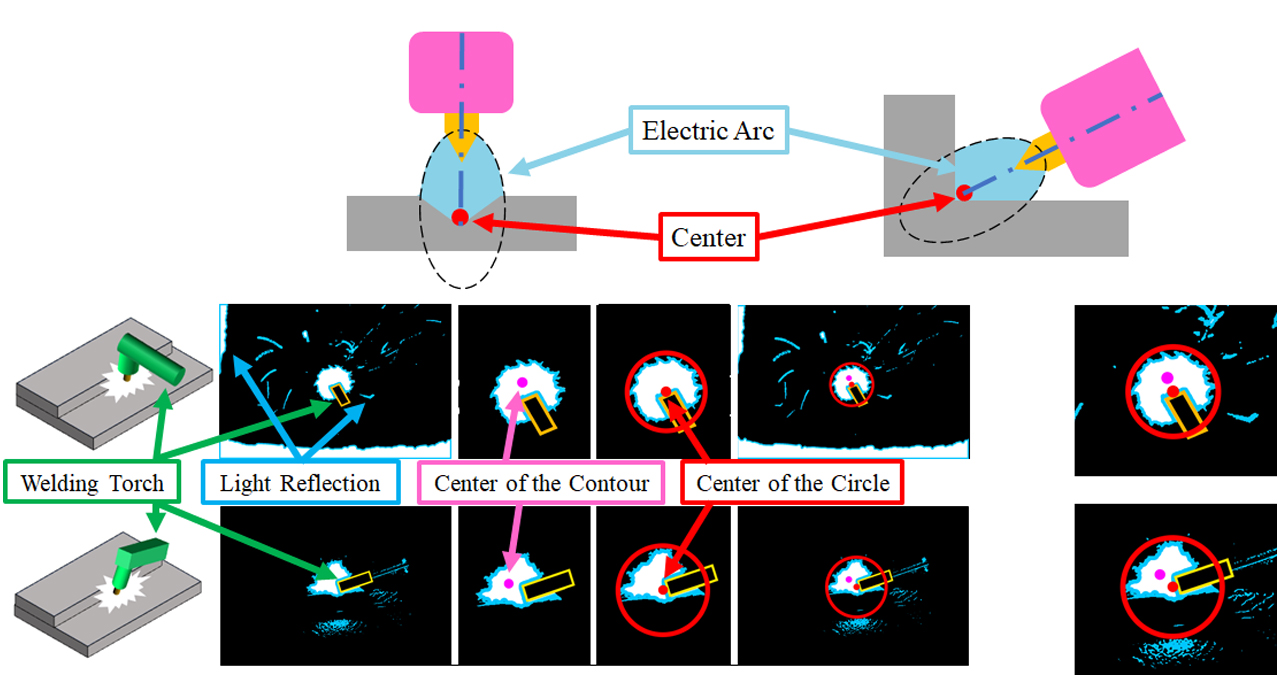 Electric Arc
Center
Welding Torch
Light Reflection
Center of the Contour
Center of the Circle